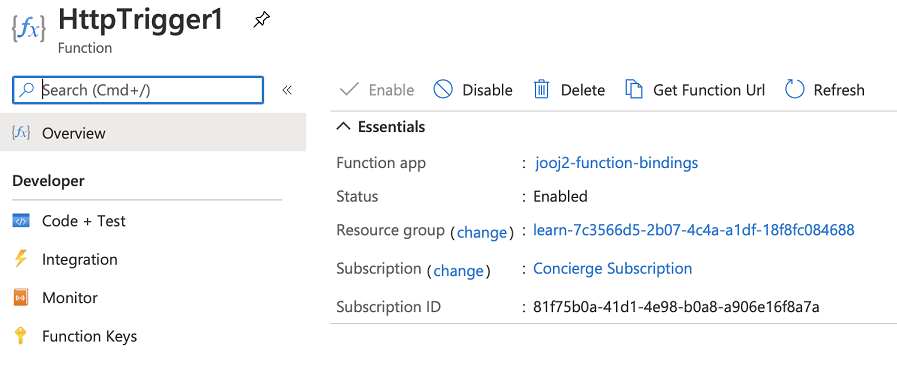 HttpTrigger1
Function
Search (Cmd+/)
Overview
Developer
Code + Test
Integration
Monitor
Function Keys
Enable
Disable
Delete
Get Function Url
Refresh
Essentials
Function app : jooj2-function-bindings
Status : Enabled
Resource group (change) : learn-7c3566d5-2b07-4c4a-a1df-18f8fc084688
Subscription (change) : Concierge Subscription
Subscription ID : 81f75b0a-41d1-4e98-b0a8-a906e16f8a7a